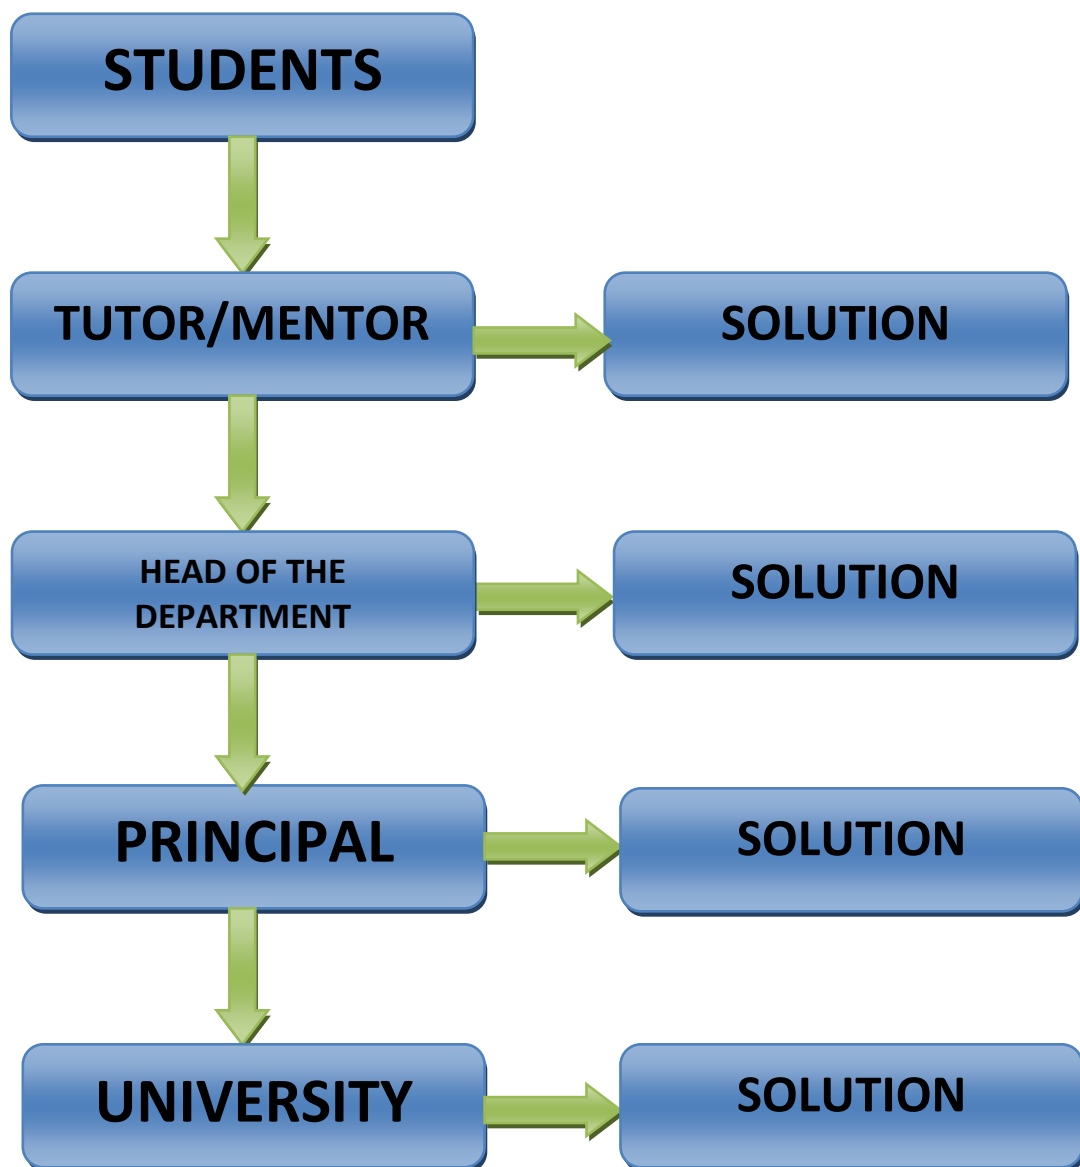 STUDENTS
TUTOR/MENTOR
SOLUTION
HEAD OF THE
DEPARTMENT
SOLUTION
PRINCIPAL
SOLUTION
UNIVERSITY
SOLUTION